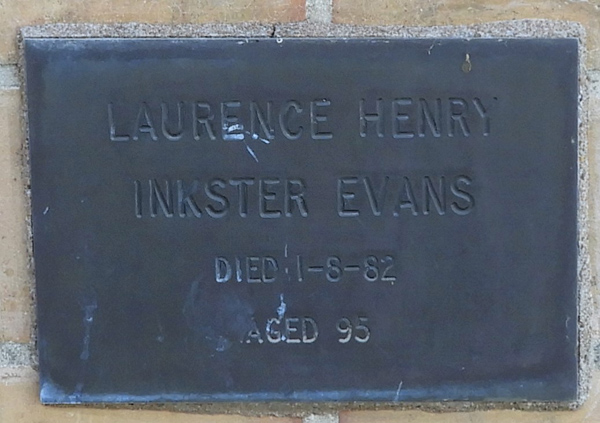 LAURENCE HENRY
INKSTER EVANS
DIED 1-8-82
AGED 95